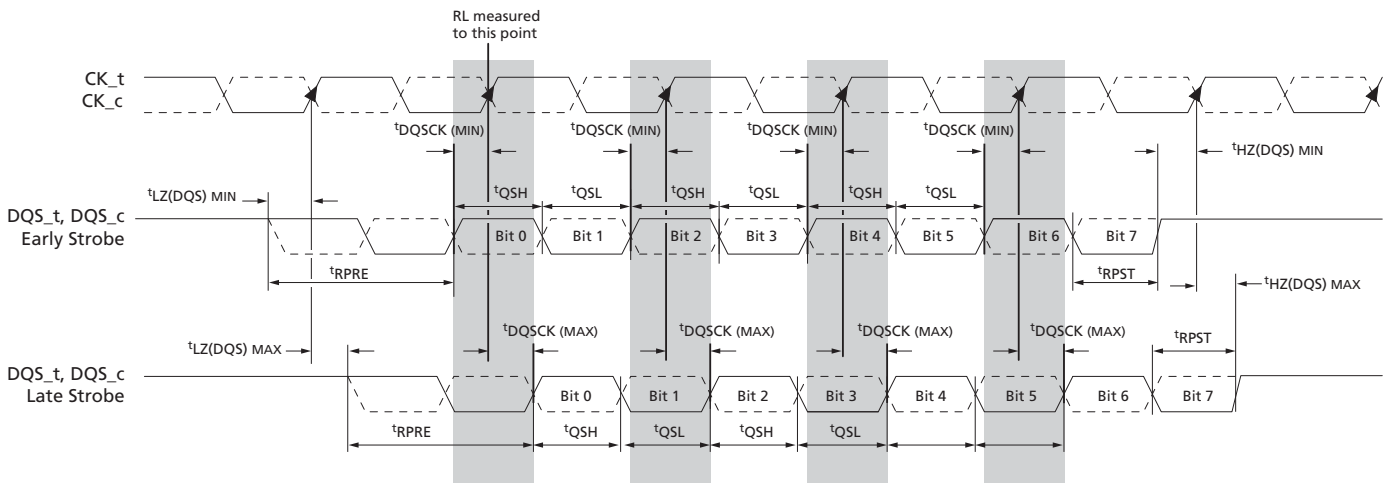 RL measured
to this point
CK_t
CK_c
tDQSCK (MIN) tDQSCK (MIN) tDQSCK (MIN) tDQSCK (MIN)
tHZ(DQS) MIN
tLZ(DQS) MIN
tQSH tQSL tQSH tQSL tQSH tQSL
DQS_t, DQS_c
Early Strobe
Bit 0 Bit 1 Bit 2 Bit 3 Bit 4 Bit 5 Bit 6 Bit 7
tRPRE tRPST
tHZ(DQS) MAX
tDQSCK (MAX) tDQSCK (MAX) tDQSCK (MAX) tDQSCK (MAX)
tLZ(DQS) MAX
tRPST
DQS_t, DQS_c
Late Strobe
Bit 0 Bit 1 Bit 2 Bit 3 Bit 4 Bit 5 Bit 6 Bit 7
tRPRE tQSH tQSL tQSH tQSL